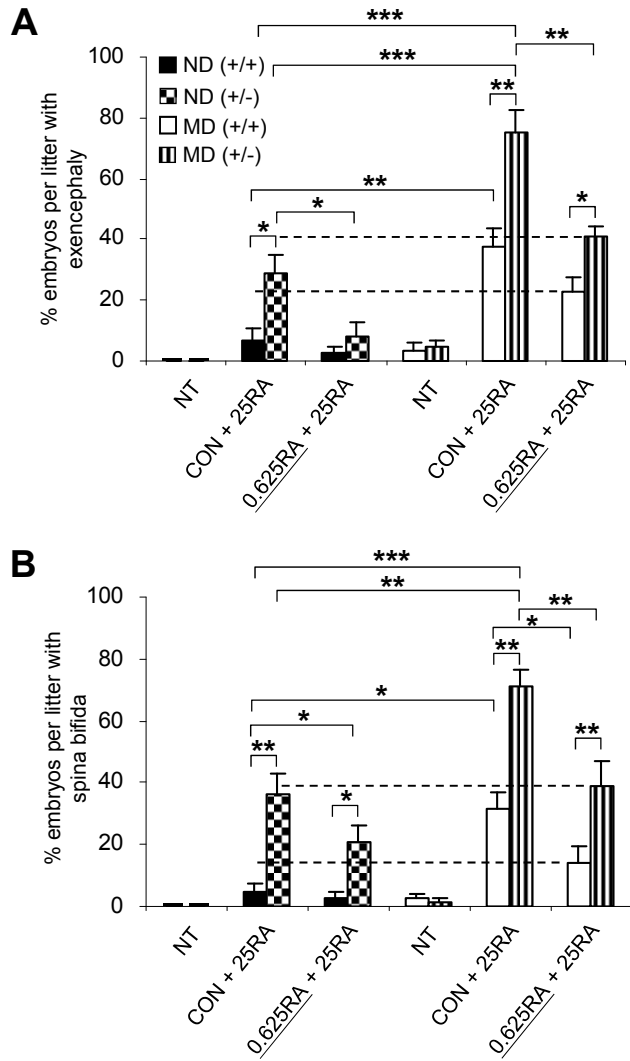 A
***
**
***
100
ND (+/+)
ND (+/-)
MD (+/+)
MD (+/-)
**
80
60
**
*
*
*
40
20
0
% embryos per litter with
exencephaly
NT
CON + 25RA
0.625RA + 25RA
NT
CON + 25RA
0.625RA + 25RA
B
***
**
100
**
*
**
80
*
60
*
**
**
*
40
20
0
% embryos per litter with
spina bifida
NT
CON + 25RA
0.625RA + 25RA
NT
CON + 25RA
0.625RA + 25RA